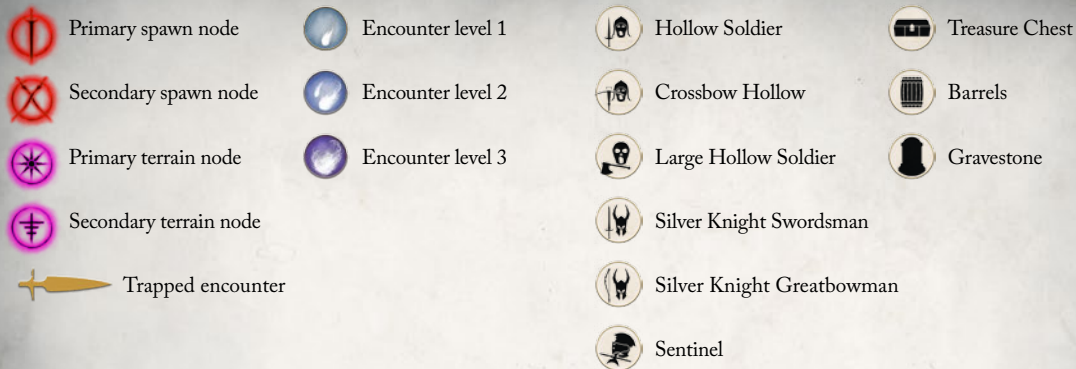 Primary spawn node
Encounter level 1
Hollow Soldier
Treasure Chest
Secondary spawn node
Encounter level 2
Crossbow Hollow
Barrels
Primary terrain node
Encounter level 3
Large Hollow Soldier
Gravestone
Secondary terrain node
Silver Knight Swordsman
Trapped encounter
Silver Knight Greatbowman
Sentinel